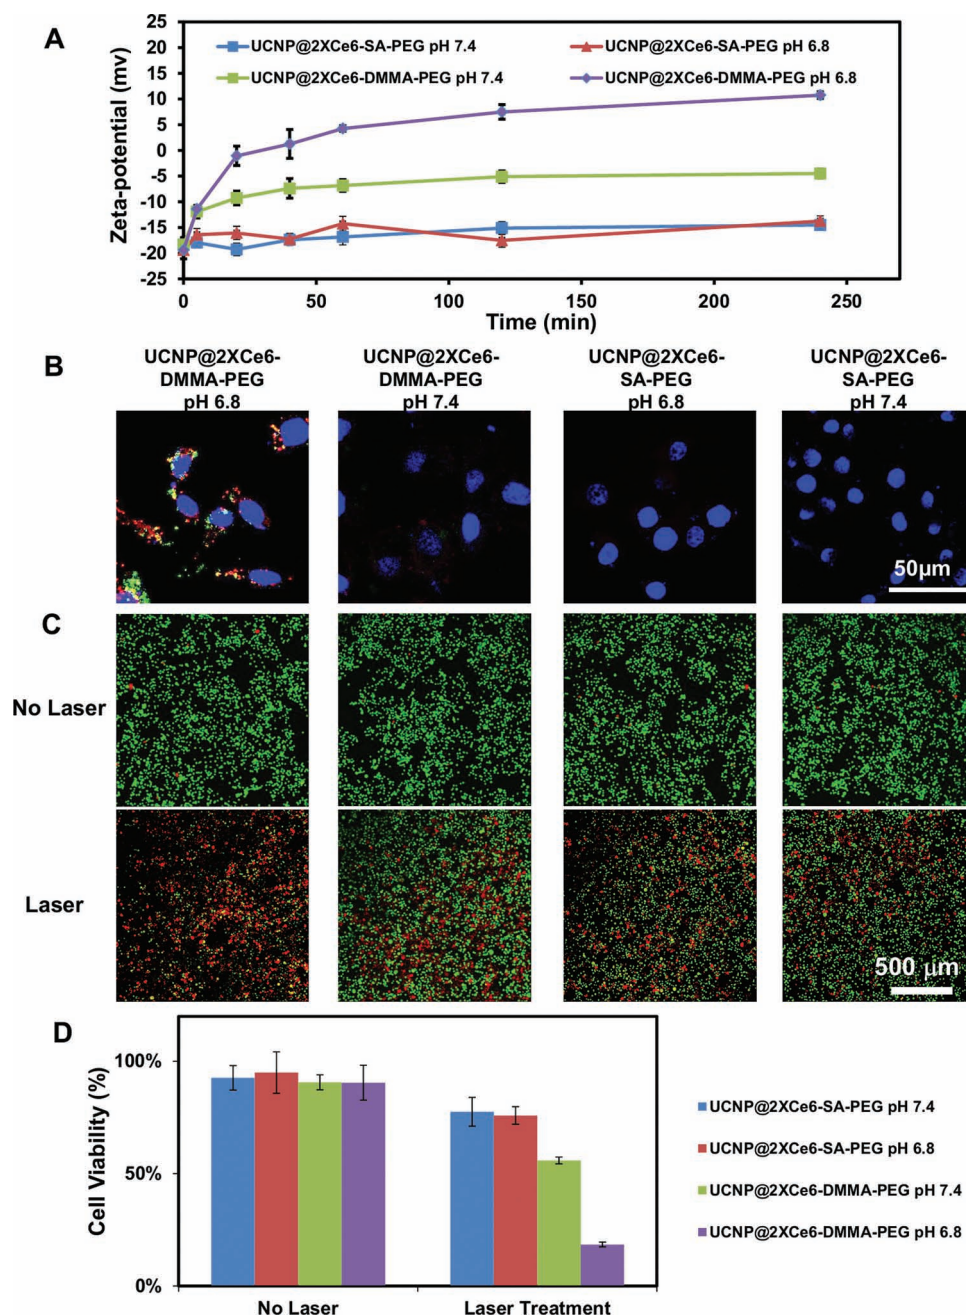 A
25
20
15
10
5
0
-5
-10
-15
-20
-25
Zeta-potential (mv)
UCNP@2XCe6-SA-PEG pH 7.4
UCNP@2XCe6-SA-PEG pH 6.8
UCNP@2XCe6-DMMA-PEG pH 7.4
UCNP@2XCe6-DMMA-PEG pH 6.8
0 50 100 150 200 250
Time (min)
B
UCNP@2XCe6-
DMMA-PEG
pH 6.8
UCNP@2XCe6-
DMMA-PEG
pH 7.4
UCNP@2XCe6-
SA-PEG
pH 6.8
UCNP@2XCe6-
SA-PEG
pH 7.4
50μm
C
No Laser
Laser
500 μm
D
Cell Viability (%)
100%
50%
0%
No Laser Laser Treatment
UCNP@2XCe6-SA-PEG pH 7.4
UCNP@2XCe6-SA-PEG pH 6.8
UCNP@2XCe6-DMMA-PEG pH 7.4
UCNP@2XCe6-DMMA-PEG pH 6.8